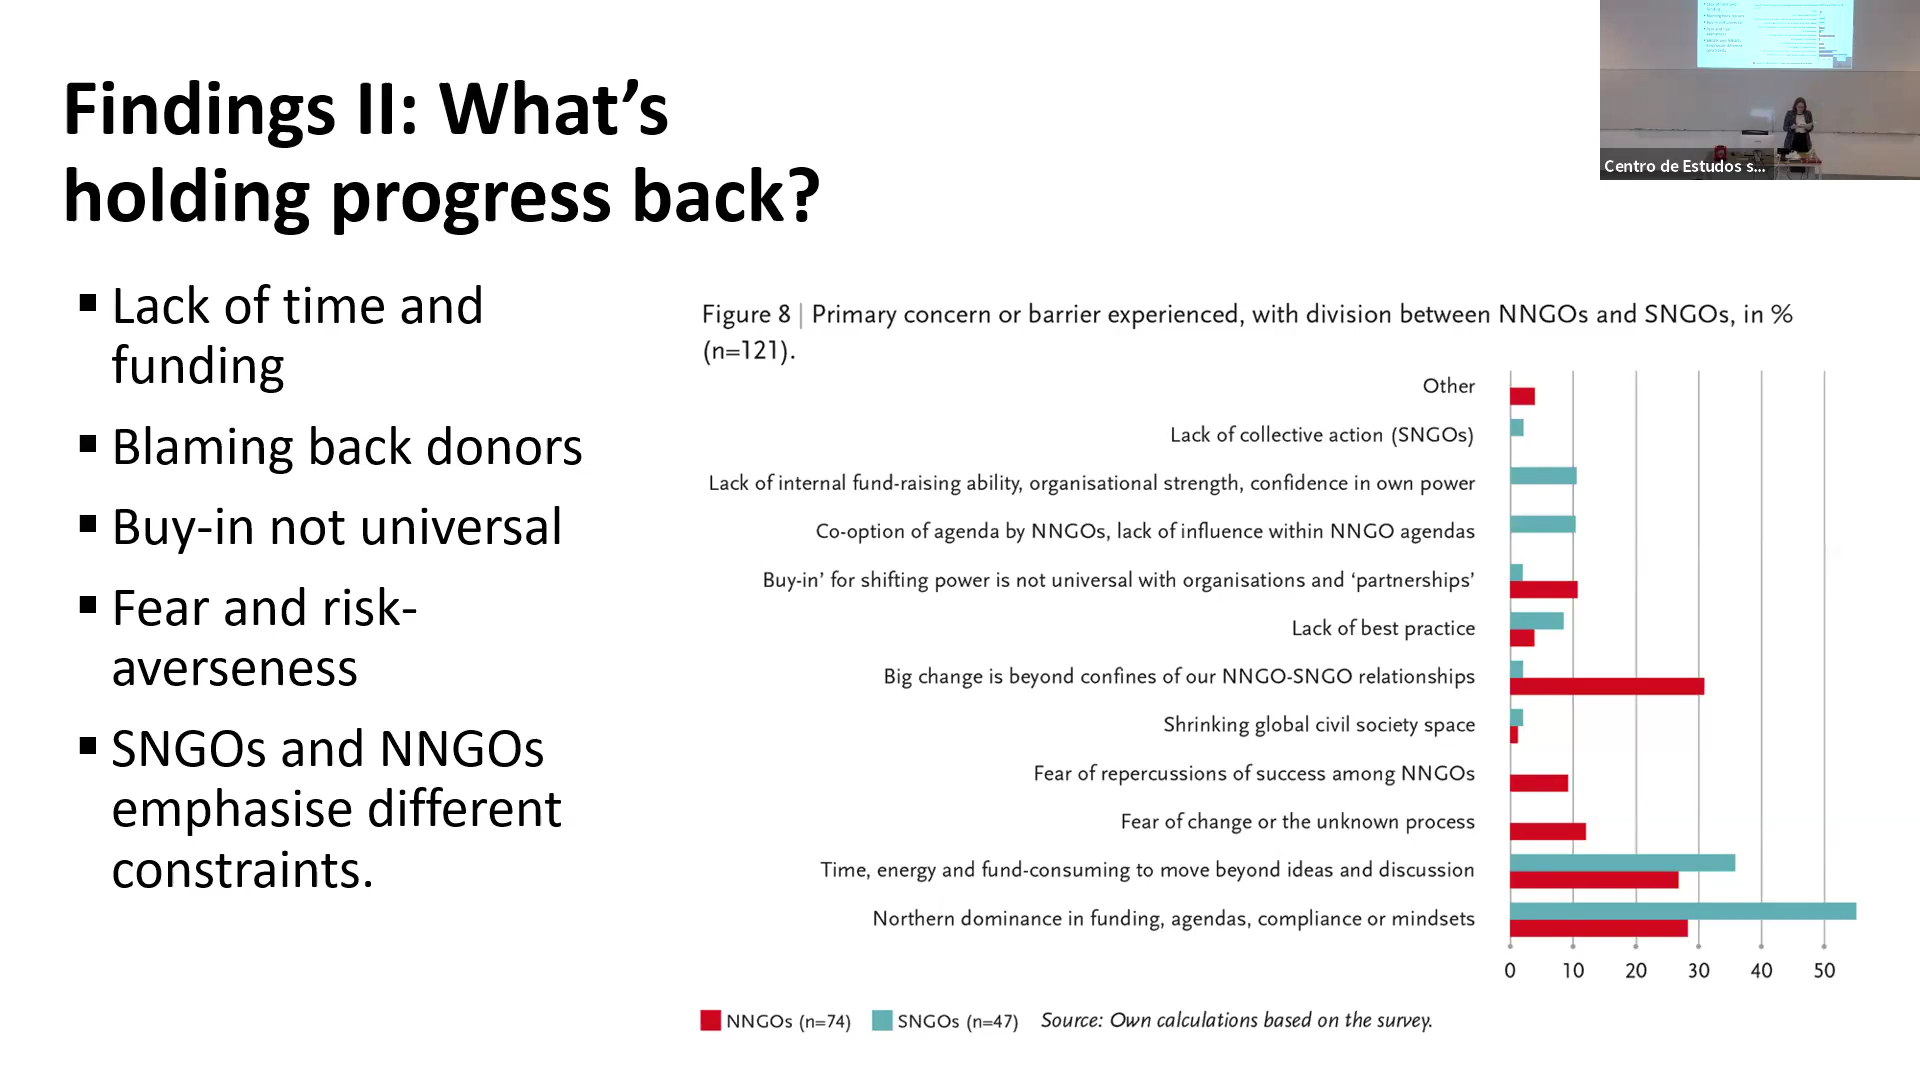 Findings II: What’s
holding progress back?
▪ Lack of time and
funding
▪ Blaming back donors
▪ Buy-in not universal
▪ Fear and risk-
averseness
▪ SNGOs and NNGOs
emphasise different
constraints.
Figure 8 | Primary concern or barrier experienced, with division between NNGOs and SNGOs, in %
(n=121).
Other
Lack of collective action (SNGOs)
Lack of internal fund-raising ability, organisational strength, confidence in own power
Co-option of agenda by NNGOs, lack of influence within NNGO agendas
Buy-in’ for shifting power is not universal with organisations and ‘partnerships’
Lack of best practice
Big change is beyond confines of our NNGO-SNGO relationships
Shrinking global civil society space
Fear of repercussions of success among NNGOs
Fear of change or the unknown process
Time, energy and fund-consuming to move beyond ideas and discussion
Northern dominance in funding, agendas, compliance or mindsets
0 10 20 30 40 50
NNGOs (n=74) SNGOs (n=47) Source: Own calculations based on the survey.
Centro de Estudos s...